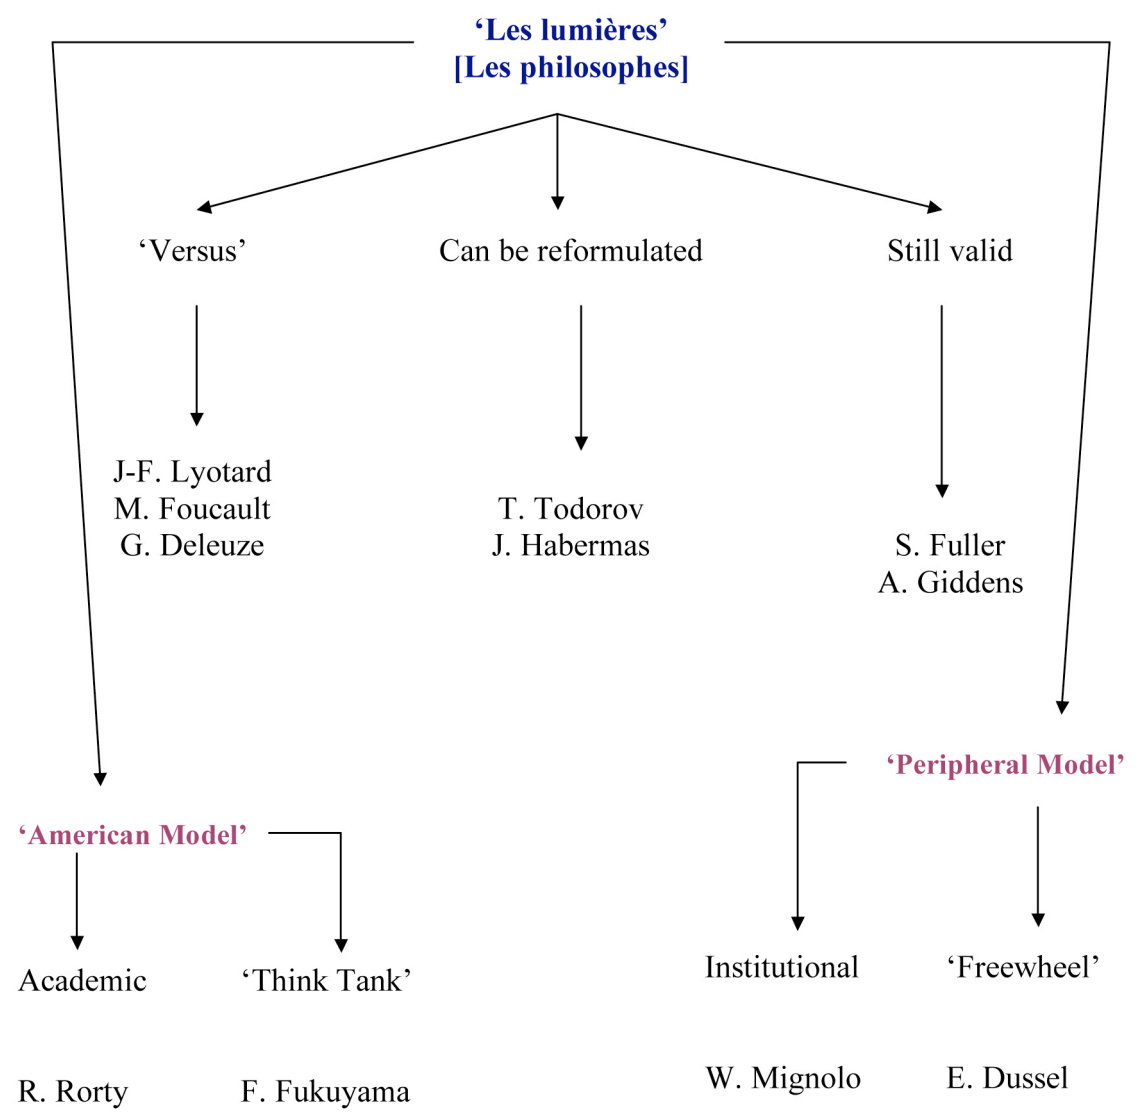 ‘Les lumières’
[Les philosophes]
‘Versus’
Can be reformulated
Still valid
J-F. Lyotard
M. Foucault
G. Deleuze
T. Todorov
J. Habermas
S. Fuller
A. Giddens
‘Peripheral Model’
‘American Model’
Institutional
‘Freewheel’
Academic
‘Think Tank’
W. Mignolo
E. Dussel
R. Rorty
F. Fukuyama